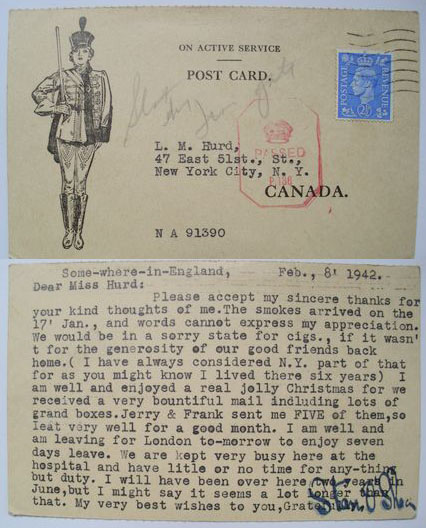 ON ACTIVE SERVICE
POST CARD.
POSTAGE
REVENUE
2½
PASSED
L. M. Hurd,
47 East 51st., St.,
New York City, N. Y.
CANADA.
N A 91390
Some-where-in-England, Feb., 8' 1942.
Dear Miss Hurd:
Please accept my sincere thanks for
your kind thoughts of me.The smokes arrived on the
17' Jan., and words cannot express my appreciation.
We would be in a sorry state for cigs., if it wasn'
t for the generosity of our good friends back
home.( I have always considered N.Y. part of that
for as you might know I lived there six years) I
am well and enjoyed a real jolly Christmas for we
received a very bountiful mail including lots of
grand boxes.Jerry & Frank sent me FIVE of them,so
Ieat very well for a good month. I am well and
am leaving for London to-morrow to enjoy seven
days leave. We are kept very busy here at the
hospital and have litle or no time for any-thing
but duty. I will have been over here two years in
June,but I might say it seems a lot longer than
that. My very best wishes to you,